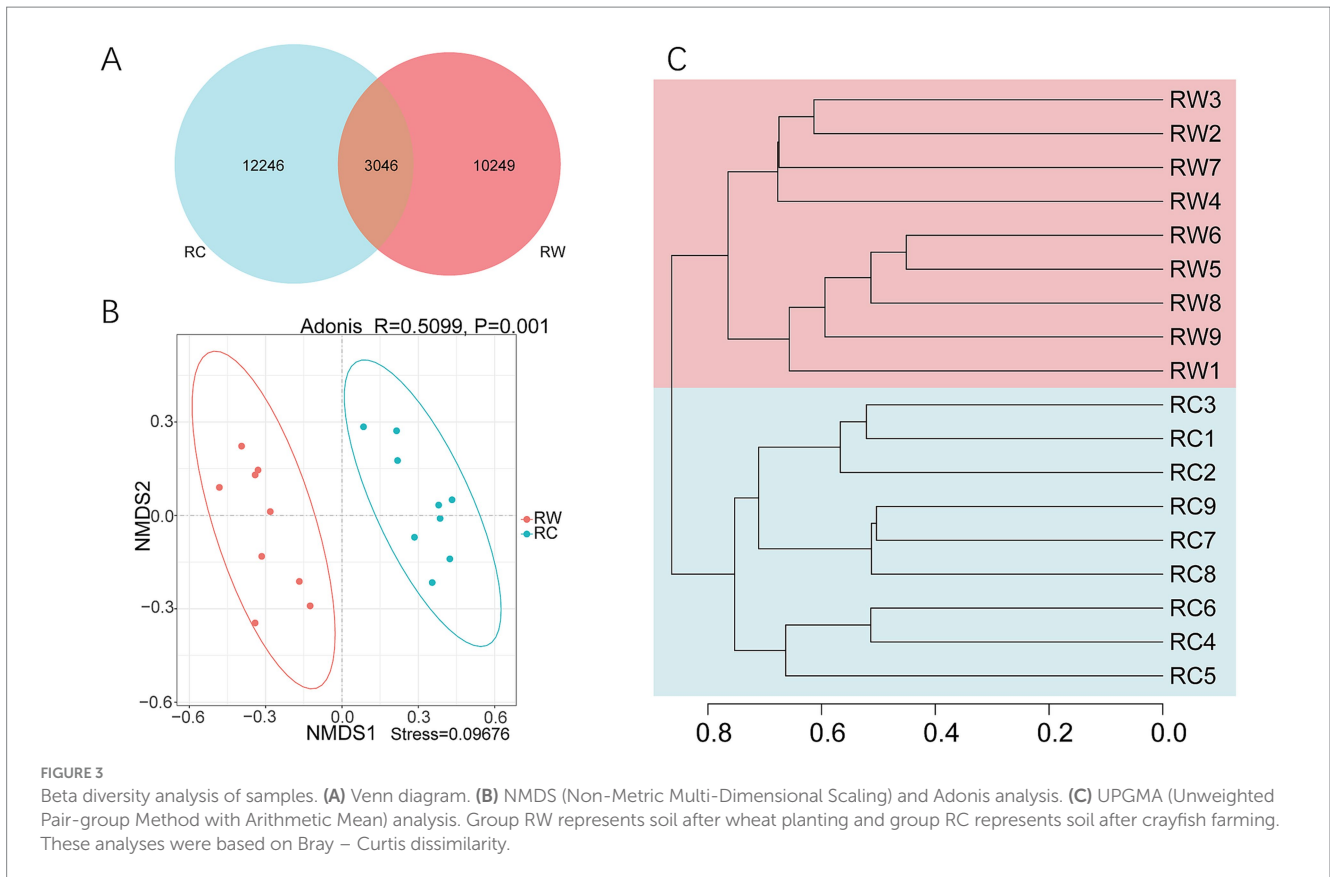 A
12246
3046
10249
RC
RW
B
Adonis R=0.5099, P=0.001
NMDS2
0.3
0.0
−0.3
−0.6
−0.6
−0.3
0.0
0.3
0.6
NMDS1
Stress=0.09676
RW
RC
C
RW3
RW2
RW7
RW4
RW6
RW5
RW8
RW9
RW1
RC3
RC1
RC2
RC9
RC7
RC8
RC6
RC4
RC5
0.8
0.6
0.4
0.2
0.0
FIGURE 3
Beta diversity analysis of samples. (A) Venn diagram. (B) NMDS (Non-Metric Multi-Dimensional Scaling) and Adonis analysis. (C) UPGMA (Unweighted
Pair-group Method with Arithmetic Mean) analysis. Group RW represents soil after wheat planting and group RC represents soil after crayfish farming.
These analyses were based on Bray – Curtis dissimilarity.